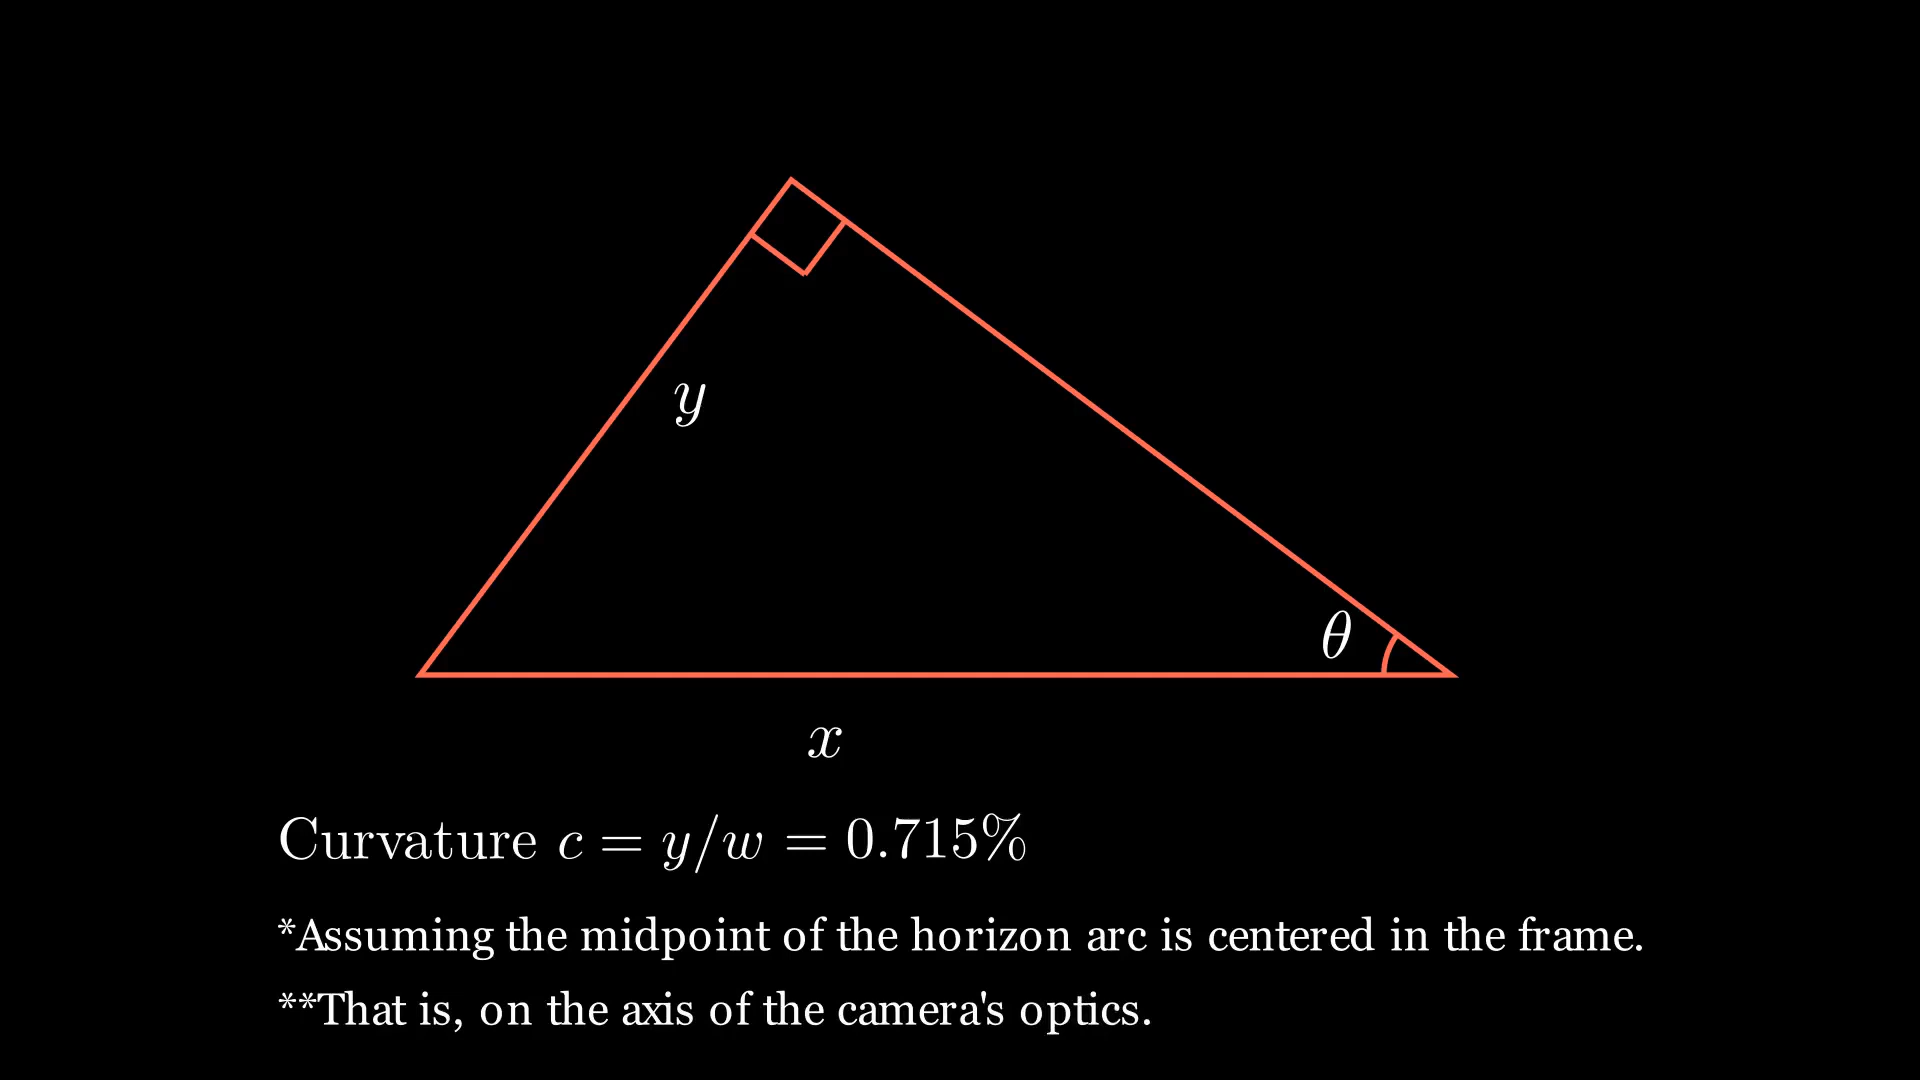 y
θ
x
Curvature c = y/w = 0.715%
*Assuming the midpoint of the horizon arc is centered in the frame.
**That is, on the axis of the camera's optics.